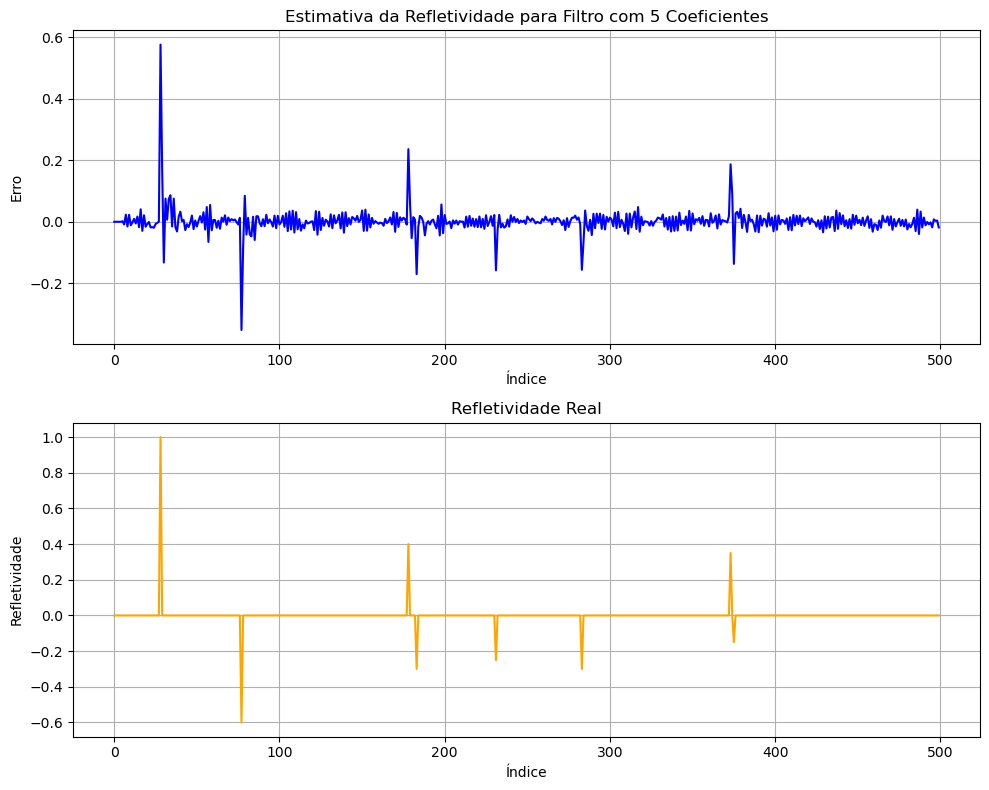 Estimativa da Refletividade para Filtro com 5 Coeficientes
0.6
0.4
0.2
0.0
−0.2
Erro
0 100 200 300 400 500
Índice
Refletividade Real
1.0
0.8
0.6
0.4
0.2
0.0
−0.2
−0.4
−0.6
Refletividade
0 100 200 300 400 500
Índice